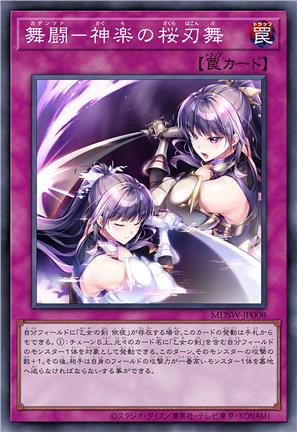 カデンツァ かぐら ざくらはこんぶ トラップ
舞闘－神楽の桜刃舞 罠
【罠カード】
MDSW-JP008
自分フィールドに「乙女の剣 依夜」が存在する場合、このカードの発動は手札から
もできる。①：チェーン５上、元々のカード名に「乙女の剣」を含む自分フィールド
のモンスター１体を対象として発動できる。このターン、そのモンスターの攻撃の
数＋１、その後、相手は自身のフィールドの攻撃力が一番高いモンスター１体を墓地
へ送らなければならないする事ができる。
©スタジオ・ダイス／集英社・テレビ東京・KONAMI